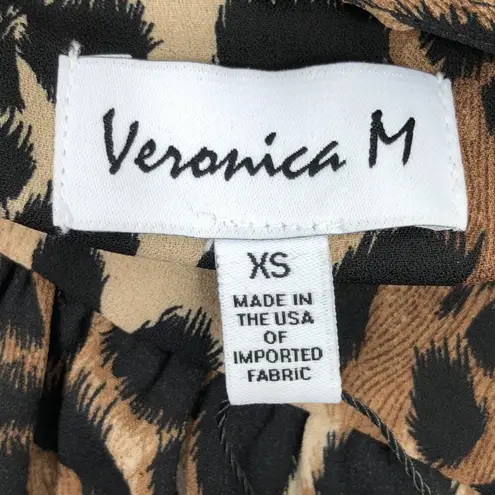 Veronica M
XS
MADE IN
THE USA
OF
IMPORTED
FABRIC